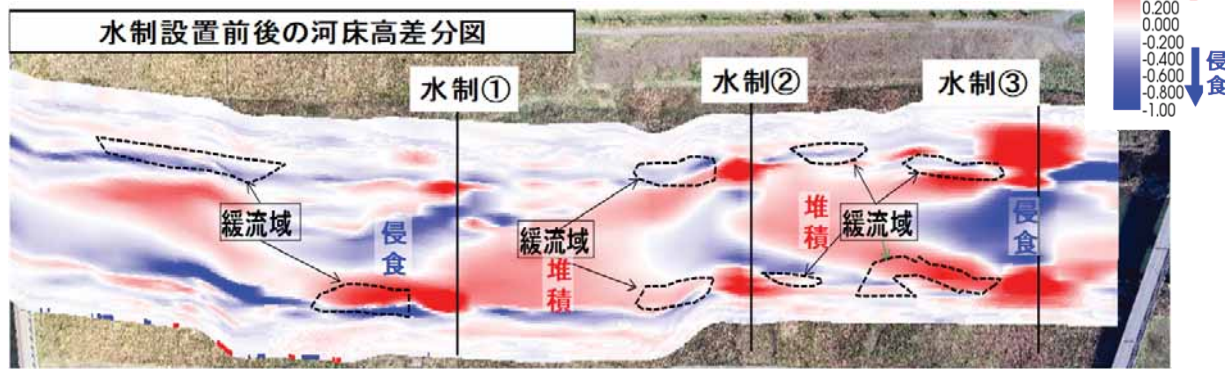 水制設置前後の河床高差分図
水制①
水制②
水制③
緩流域
侵食
緩流域
堆積
堆積
緩流域
侵食
0.200
0.000
-0.200
-0.400
-0.600
-0.800
-1.00
侵食